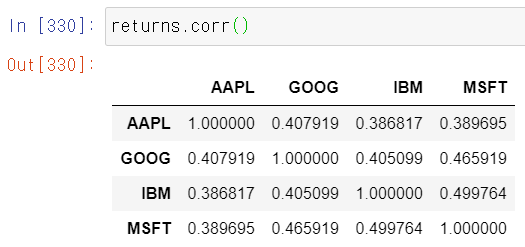 In [330]: returns.corr()
Out[330]:
AAPL GOOG IBM MSFT
AAPL 1.000000 0.407919 0.386817 0.389695
GOOG 0.407919 1.000000 0.405099 0.465919
IBM 0.386817 0.405099 1.000000 0.499764
MSFT 0.389695 0.465919 0.499764 1.000000